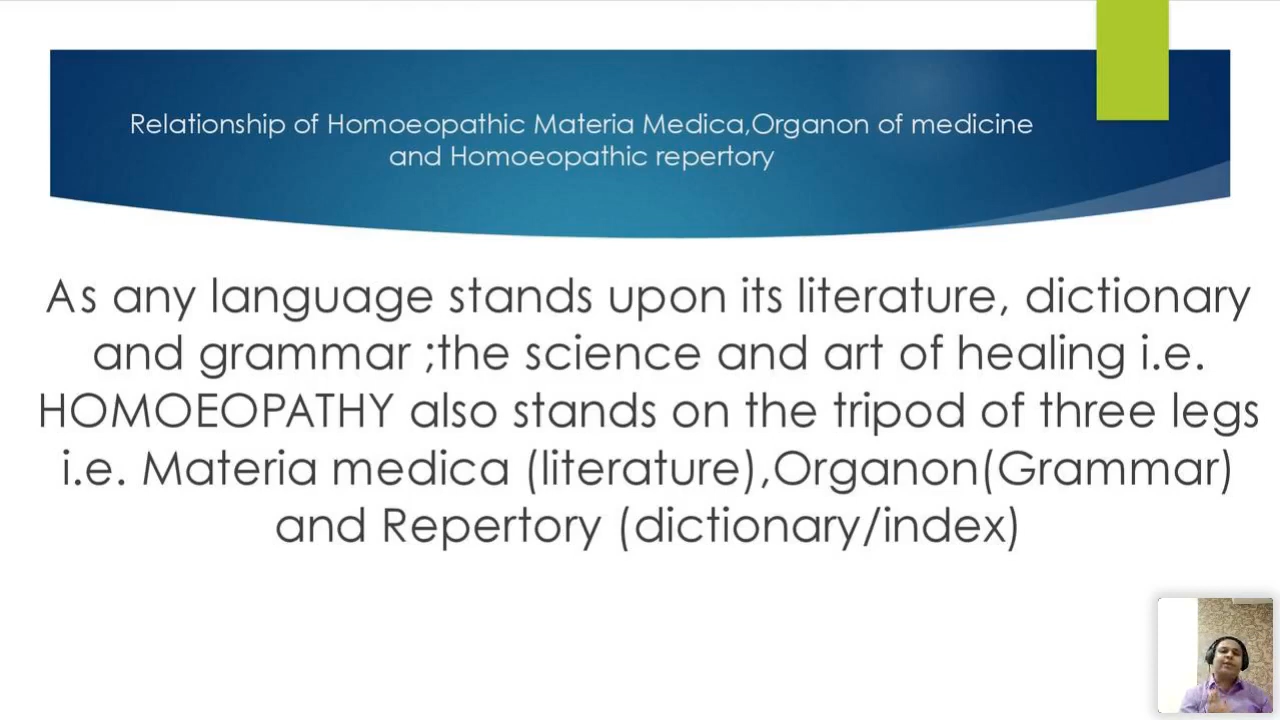 Relationship of Homoeopathic Materia Medica,Organon of medicine
and Homoeopathic repertory
As any language stands upon its literature, dictionary
and grammar ;the science and art of healing i.e.
HOMOEOPATHY also stands on the tripod of three legs
i.e. Materia medica (literature),Organon(Grammar)
and Repertory (dictionary/index)